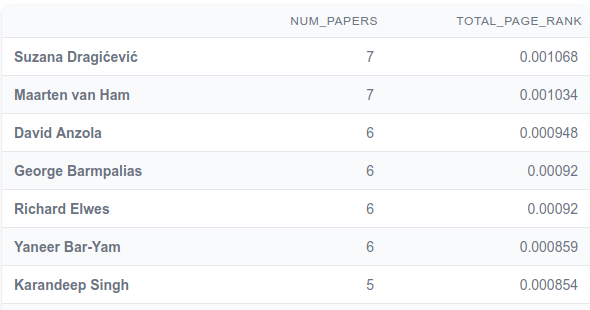 NUM_PAPERS TOTAL_PAGE_RANK
Suzana Dragićević 7 0.001068
Maarten van Ham 7 0.001034
David Anzola 6 0.000948
George Barmpalias 6 0.00092
Richard Elwes 6 0.00092
Yaneer Bar-Yam 6 0.000859
Karandeep Singh 5 0.000854